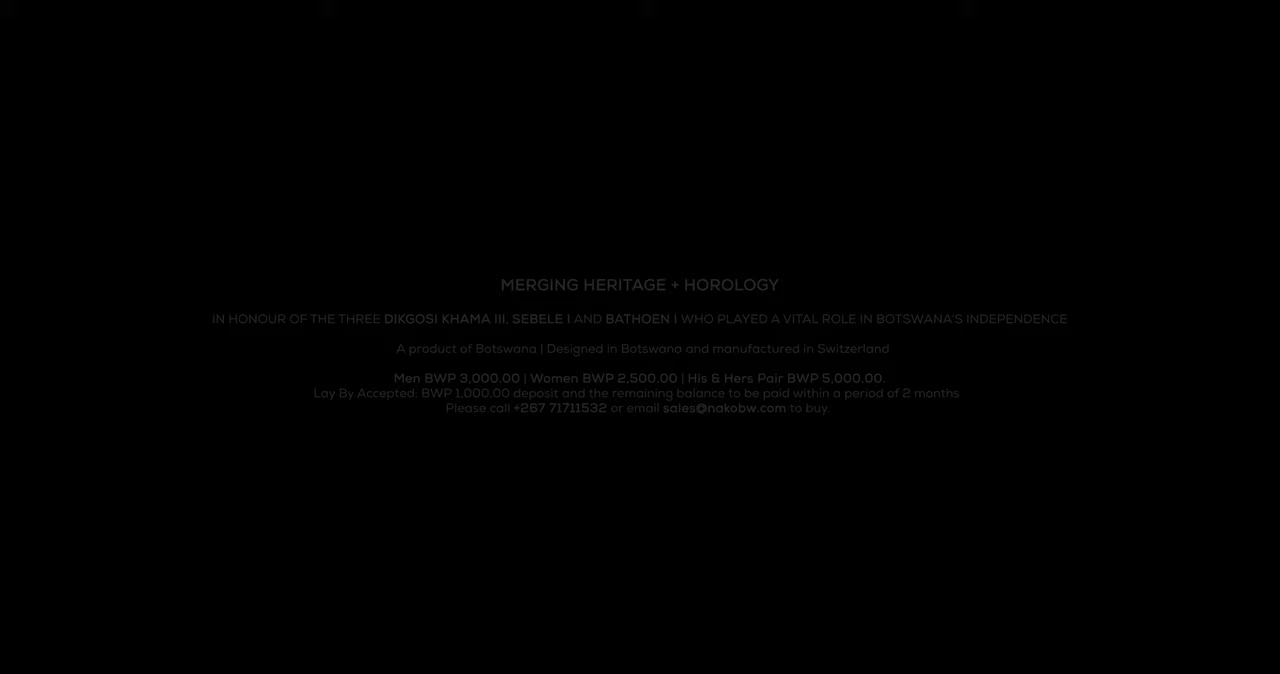 MERGING HERITAGE + HOROLOGY
IN HONOUR OF THE THREE DIKGOSI KHAMA III, SEBELE I AND BATHOEN I WHO PLAYED A VITAL ROLE IN BOTSWANA'S INDEPENDENCE
A product of Botswana | Designed in Botswana and manufactured in Switzerland
Men BWP 3,000.00 | Women BWP 2,500.00 | His & Hers Pair BWP 5,000.00.
Lay By Accepted: BWP 1,000.00 deposit and the remaining balance to be paid within a period of 2 months
Please call +267 71711532 or email sales@nakobw.com to buy.